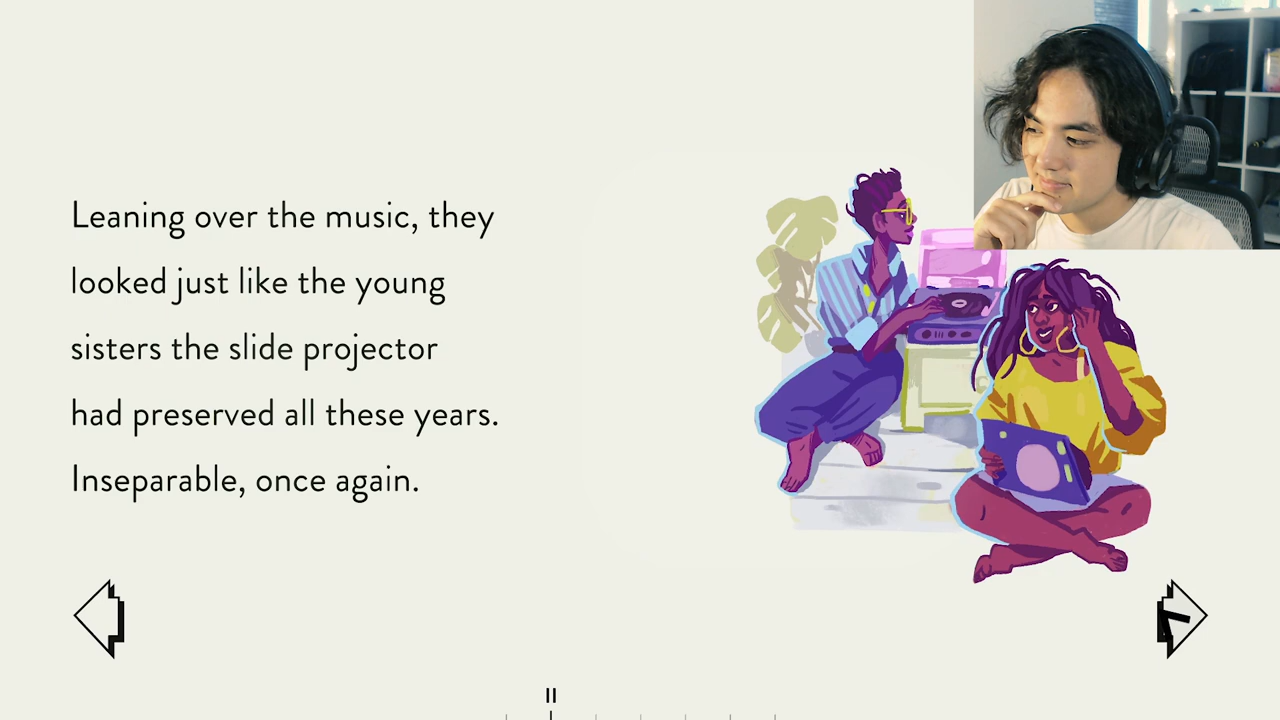 Leaning over the music, they
looked just like the young
sisters the slide projector
had preserved all these years.
Inseparable, once again.
II